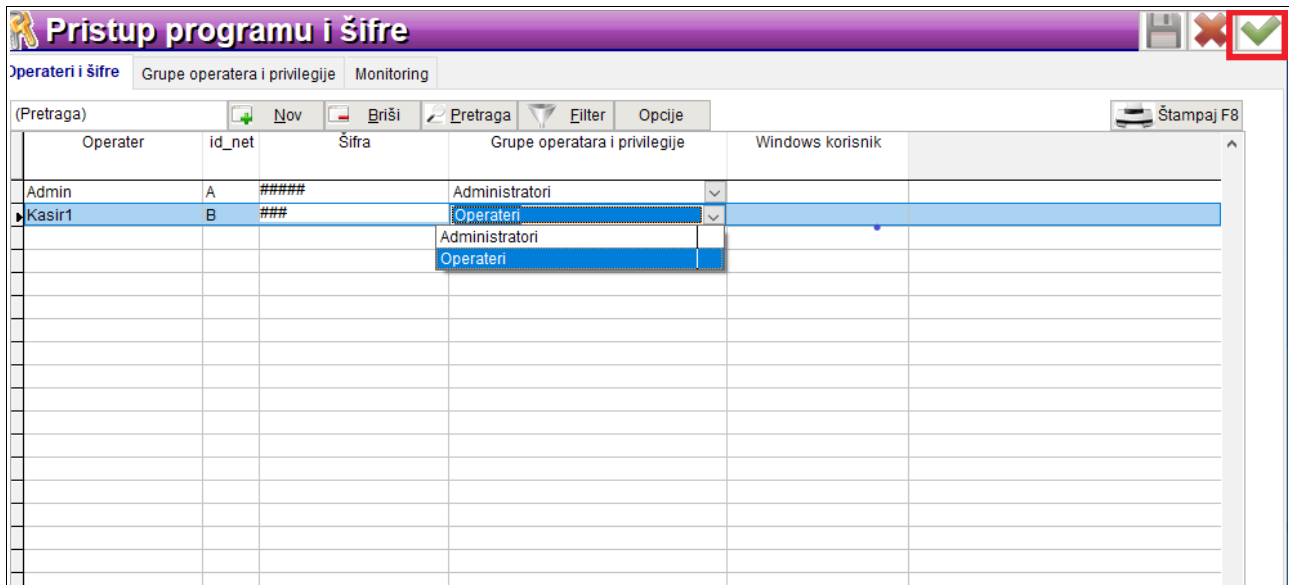 Pristup programu i šifre
Operateri i šifre Grupe operatera i privilegije Monitoring
(Pretraga) Nov Briši Pretraga Filter Opcije Štampaj F8
Operater id_net Šifra Grupe operatara i privilegije Windows korisnik
Admin A ##### Administratori
Kasir1 B ### Operateri
Administratori
Operateri